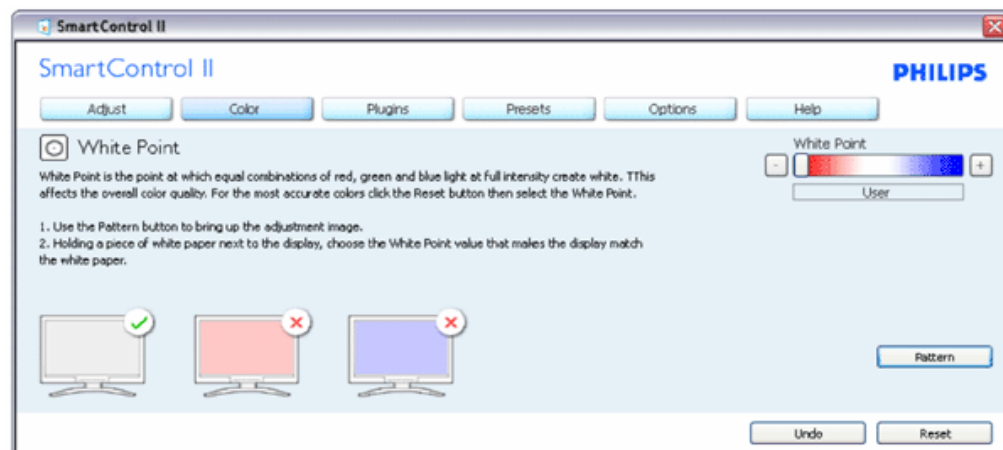 SmartControl II
SmartControl II
PHILIPS
Adjust Color Plugins Presets Options Help
White Point
White Point is the point at which equal combinations of red, green and blue light at full intensity create white. TThis
affects the overall color quality. For the most accurate colors click the Reset button then select the White Point.
1. Use the Pattern button to bring up the adjustment image.
2. Holding a piece of white paper next to the display, choose the White Point value that makes the display match
the white paper.
White Point
- +
User
Pattern
Undo Reset